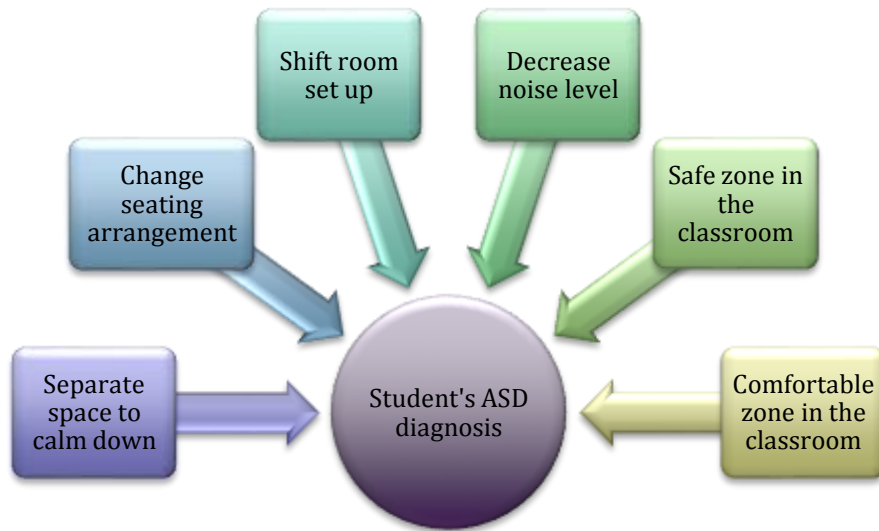 Shift room
set up
Decrease
noise level
Change
seating
arrangement
Safe zone in
the
classroom
Separate
space to
calm down
Student's ASD
diagnosis
Comfortable
zone in the
classroom